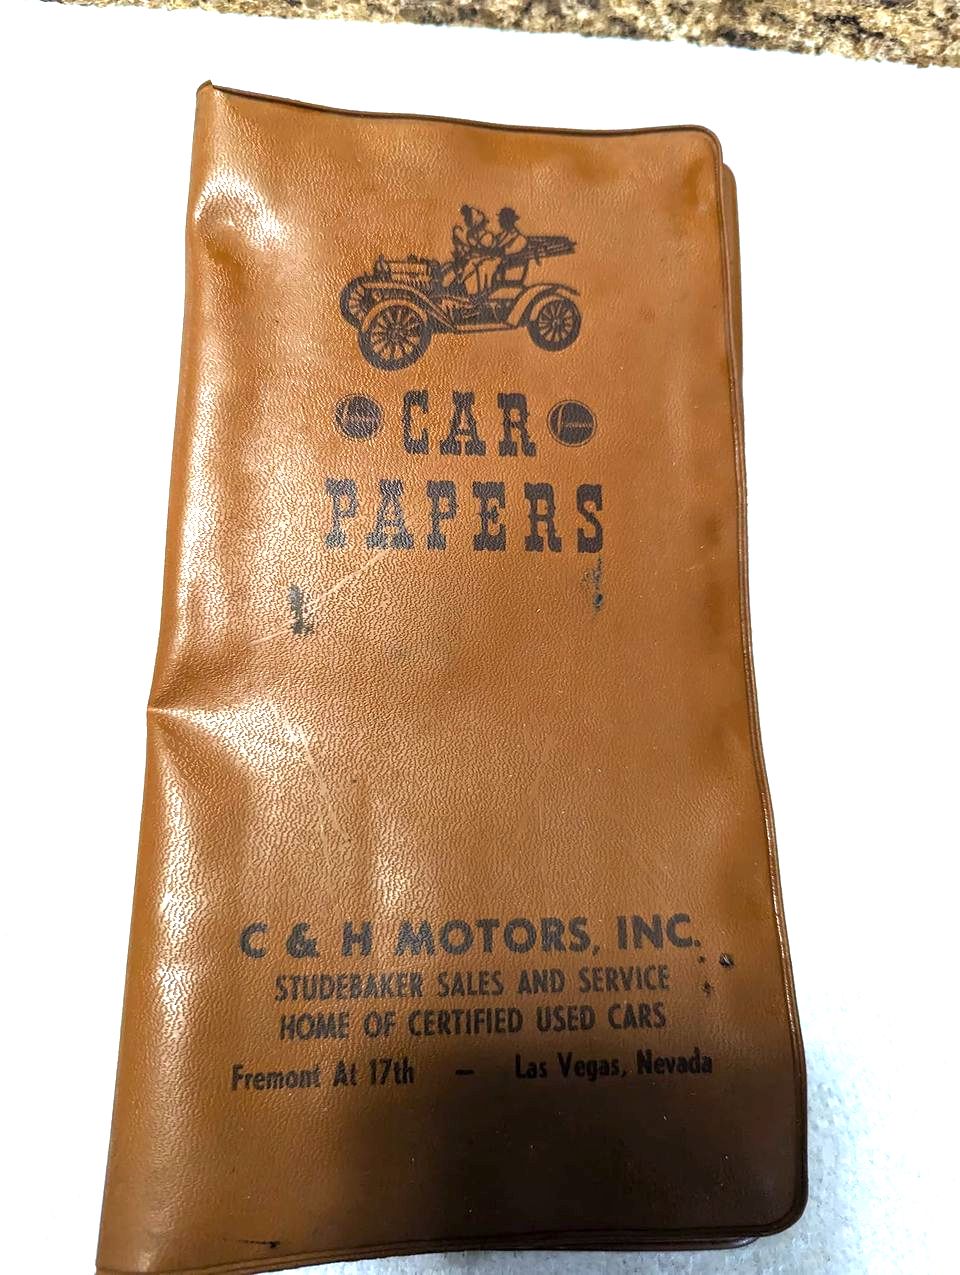 CAR
PAPERS
C & H MOTORS, INC.
STUDEBAKER SALES AND SERVICE
HOME OF CERTIFIED USED CARS
Fremont At 17th — Las Vegas, Nevada